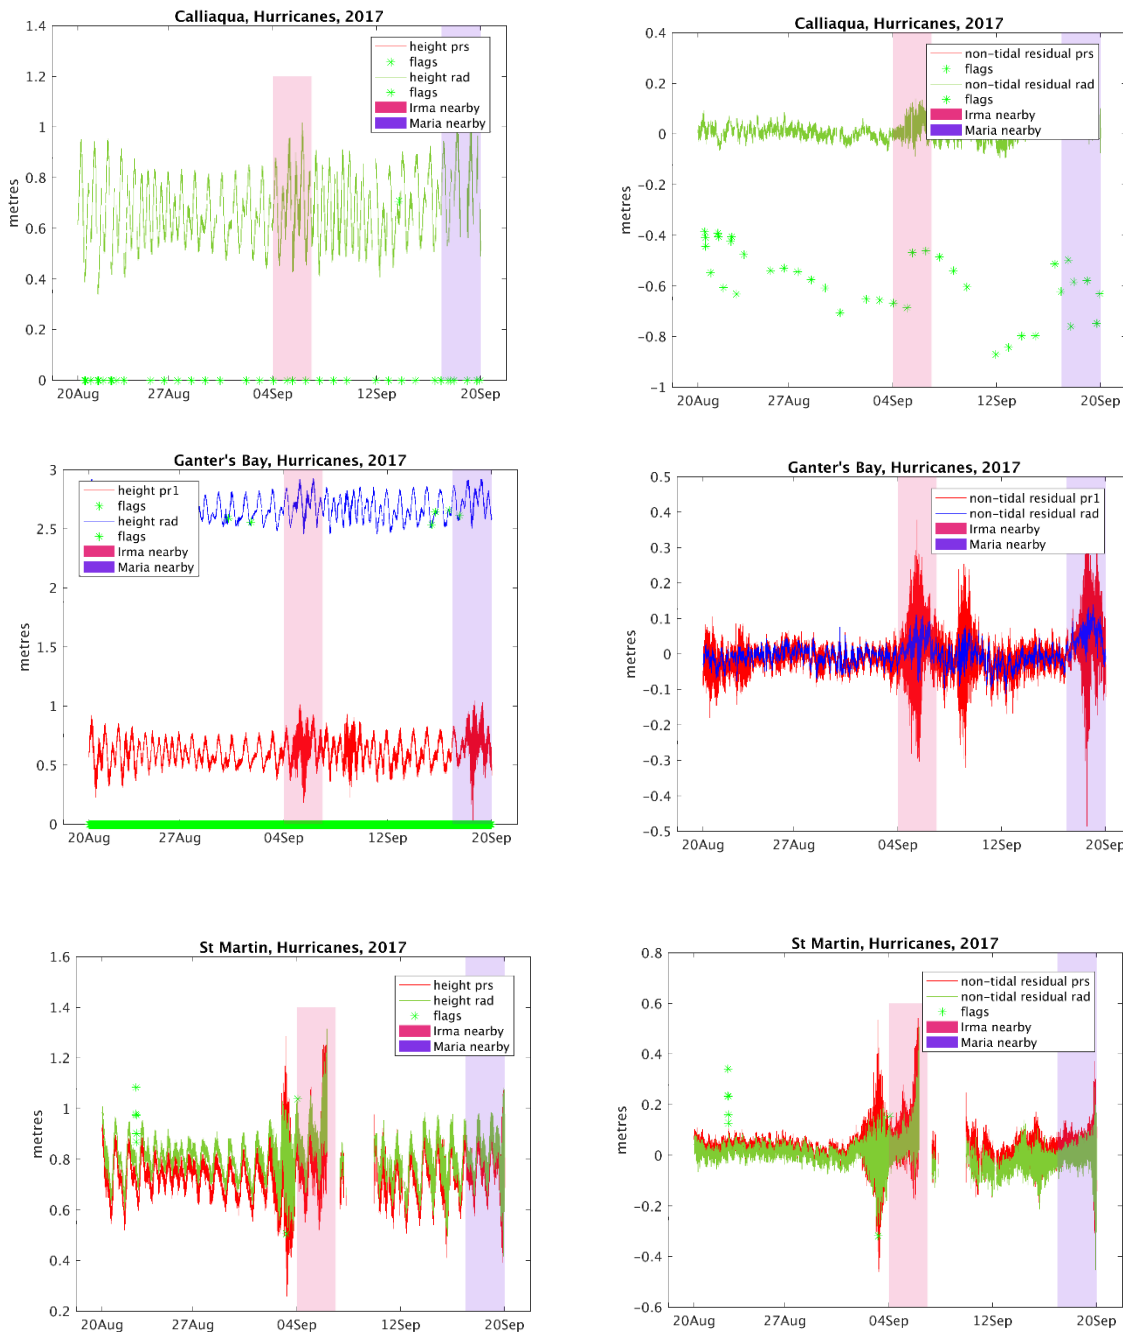 Calliaqua, Hurricanes, 2017
1.4
1.2
1
0.8
0.6
0.4
0.2
0
metres
height prs
flags
height rad
flags
Irma nearby
Maria nearby
20Aug 27Aug 04Sep 12Sep 20Sep
Calliaqua, Hurricanes, 2017
0.4
0.2
0
-0.2
-0.4
-0.6
-0.8
-1
metres
non-tidal residual prs
flags
non-tidal residual rad
flags
Irma nearby
Maria nearby
20Aug 27Aug 04Sep 12Sep 20Sep
Ganter's Bay, Hurricanes, 2017
3
2.5
2
1.5
1
0.5
0
metres
height pr1
flags
height rad
flags
Irma nearby
Maria nearby
20Aug 27Aug 04Sep 12Sep 20Sep
Ganter's Bay, Hurricanes, 2017
0.5
0.4
0.3
0.2
0.1
0
-0.1
-0.2
-0.3
-0.4
-0.5
metres
non-tidal residual pr1
non-tidal residual rad
Irma nearby
Maria nearby
20Aug 27Aug 04Sep 12Sep 20Sep
St Martin, Hurricanes, 2017
1.6
1.4
1.2
1
0.8
0.6
0.4
0.2
metres
height prs
height rad
flags
Irma nearby
Maria nearby
20Aug 27Aug 04Sep 12Sep 20Sep
St Martin, Hurricanes, 2017
0.8
0.6
0.4
0.2
0
-0.2
-0.4
-0.6
metres
non-tidal residual prs
non-tidal residual rad
flags
Irma nearby
Maria nearby
20Aug 27Aug 04Sep 12Sep 20Sep